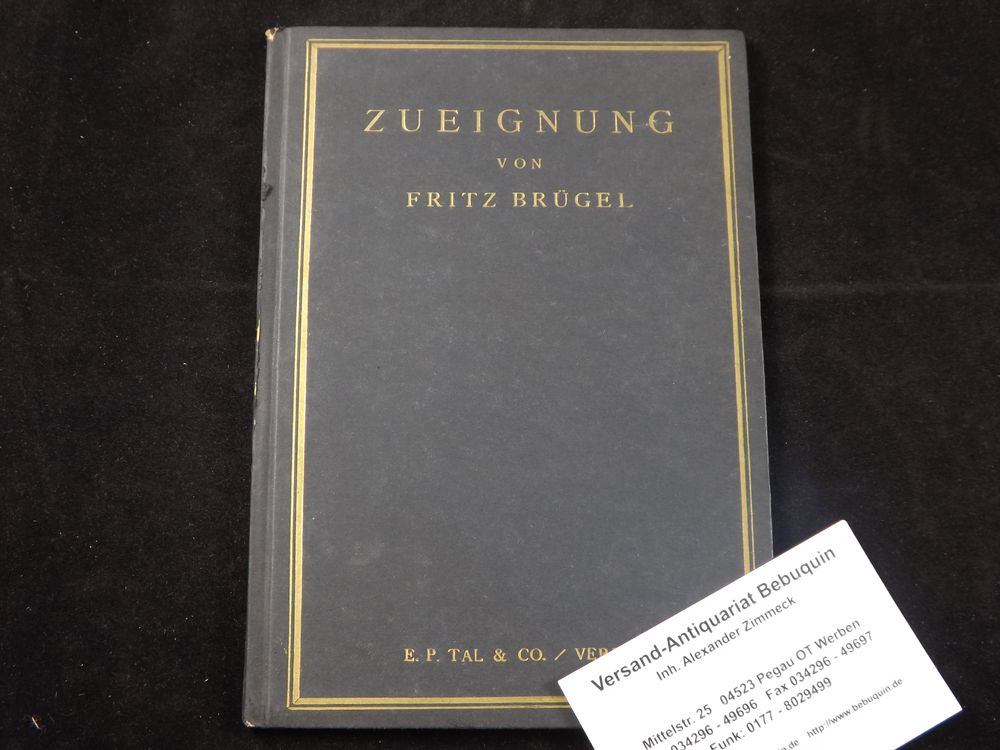 ZUEIGNUNG
VON
FRITZ BRÜGEL
E. P. TAL & CO. /
Versand-Antiquariat Bebuquin
Inh. Alexander Zimmeck
Mittelstr. 25 04523 Pegau OT Werben
034296 - 49696 Fax 034296 - 49697
Funk: 0177 - 8029499
http://www.bebuquin.de